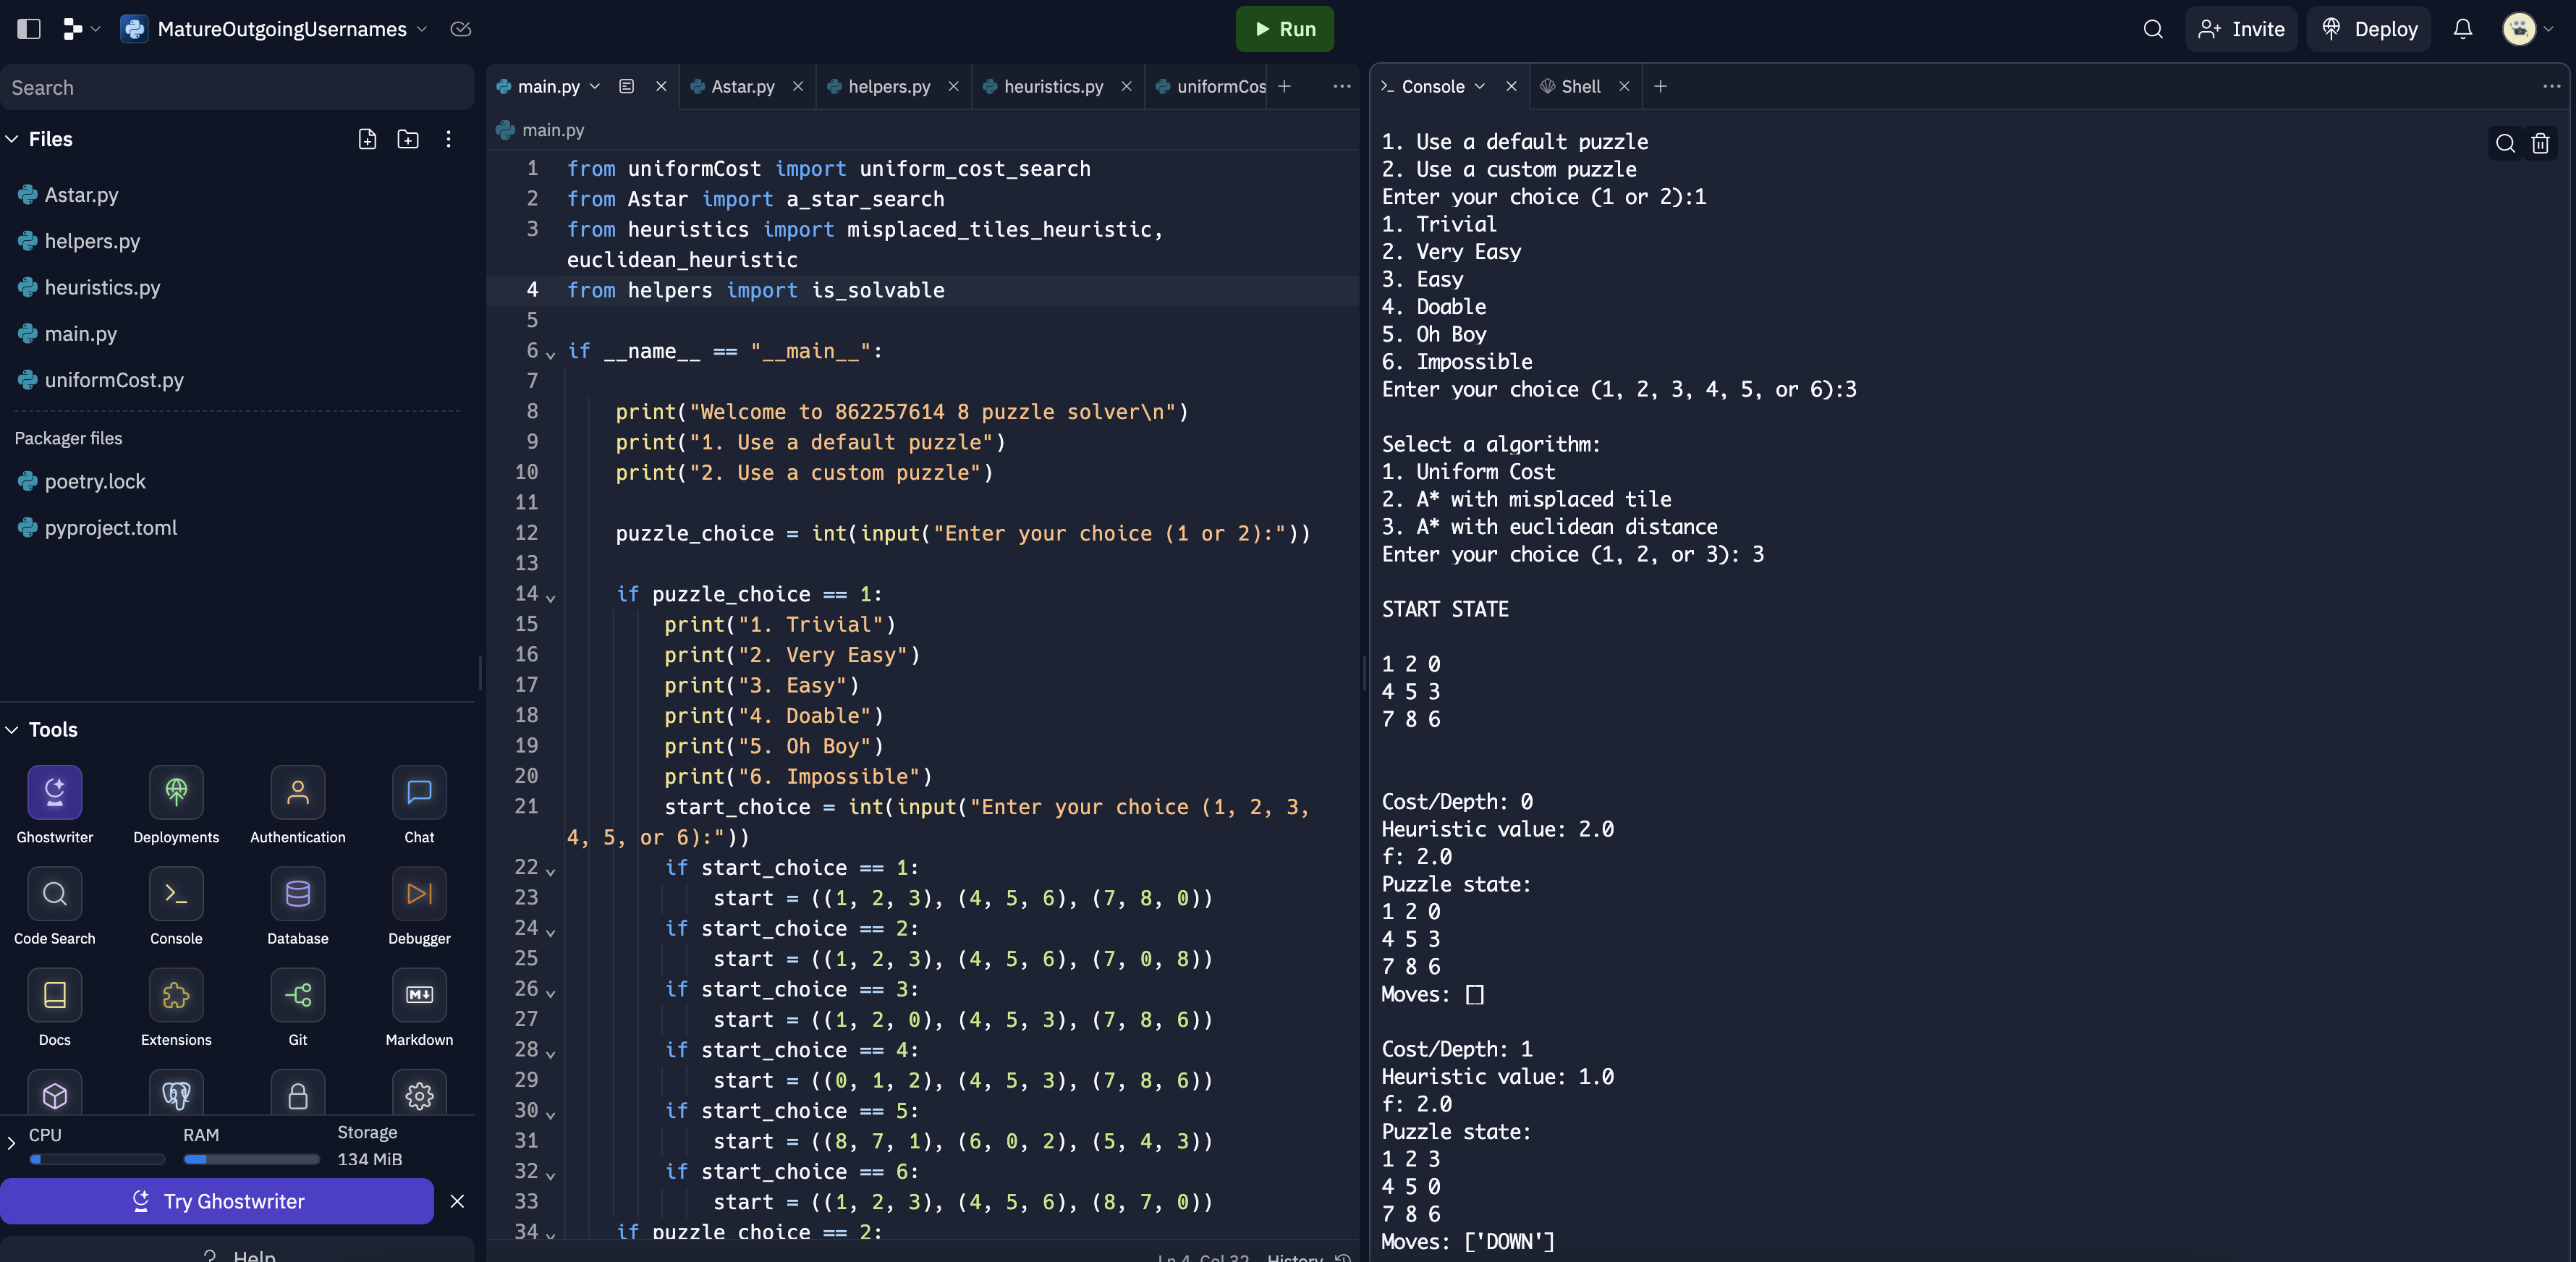 MatureOutgoingUsernames
Run
Invite
Deploy
Search
Files
Astar.py
helpers.py
heuristics.py
main.py
uniformCost.py
Packager files
poetry.lock
pyproject.toml
Tools
Ghostwriter
Deployments
Authentication
Chat
Code Search
Console
Database
Debugger
Docs
Extensions
Git
Markdown
CPU
RAM
Storage
134 MiB
Try Ghostwriter
Help
main.py
Astar.py
helpers.py
heuristics.py
uniformCos
main.py
1 from uniformCost import uniform_cost_search
2 from Astar import a_star_search
3 from heuristics import misplaced_tiles_heuristic,
euclidean_heuristic
4 from helpers import is_solvable
5
6 if __name__ == "__main__":
7
8 print("Welcome to 862257614 8 puzzle solver\n")
9 print("1. Use a default puzzle")
10 print("2. Use a custom puzzle")
11
12 puzzle_choice = int(input("Enter your choice (1 or 2):"))
13
14 if puzzle_choice == 1:
15 print("1. Trivial")
16 print("2. Very Easy")
17 print("3. Easy")
18 print("4. Doable")
19 print("5. Oh Boy")
20 print("6. Impossible")
21 start_choice = int(input("Enter your choice (1, 2, 3,
4, 5, or 6):"))
22 if start_choice == 1:
23 start = ((1, 2, 3), (4, 5, 6), (7, 8, 0))
24 if start_choice == 2:
25 start = ((1, 2, 3), (4, 5, 6), (7, 0, 8))
26 if start_choice == 3:
27 start = ((1, 2, 0), (4, 5, 3), (7, 8, 6))
28 if start_choice == 4:
29 start = ((0, 1, 2), (4, 5, 3), (7, 8, 6))
30 if start_choice == 5:
31 start = ((8, 7, 1), (6, 0, 2), (5, 4, 3))
32 if start_choice == 6:
33 start = ((1, 2, 3), (4, 5, 6), (8, 7, 0))
34 if puzzle_choice == 2:
Ln 4, Col 32 History
Console
Shell
1. Use a default puzzle
2. Use a custom puzzle
Enter your choice (1 or 2):1
1. Trivial
2. Very Easy
3. Easy
4. Doable
5. Oh Boy
6. Impossible
Enter your choice (1, 2, 3, 4, 5, or 6):3
Select a algorithm:
1. Uniform Cost
2. A* with misplaced tile
3. A* with euclidean distance
Enter your choice (1, 2, or 3): 3
START STATE
1 2 0
4 5 3
7 8 6
Cost/Depth: 0
Heuristic value: 2.0
f: 2.0
Puzzle state:
1 2 0
4 5 3
7 8 6
Moves: []
Cost/Depth: 1
Heuristic value: 1.0
f: 2.0
Puzzle state:
1 2 3
4 5 0
7 8 6
Moves: ['DOWN']